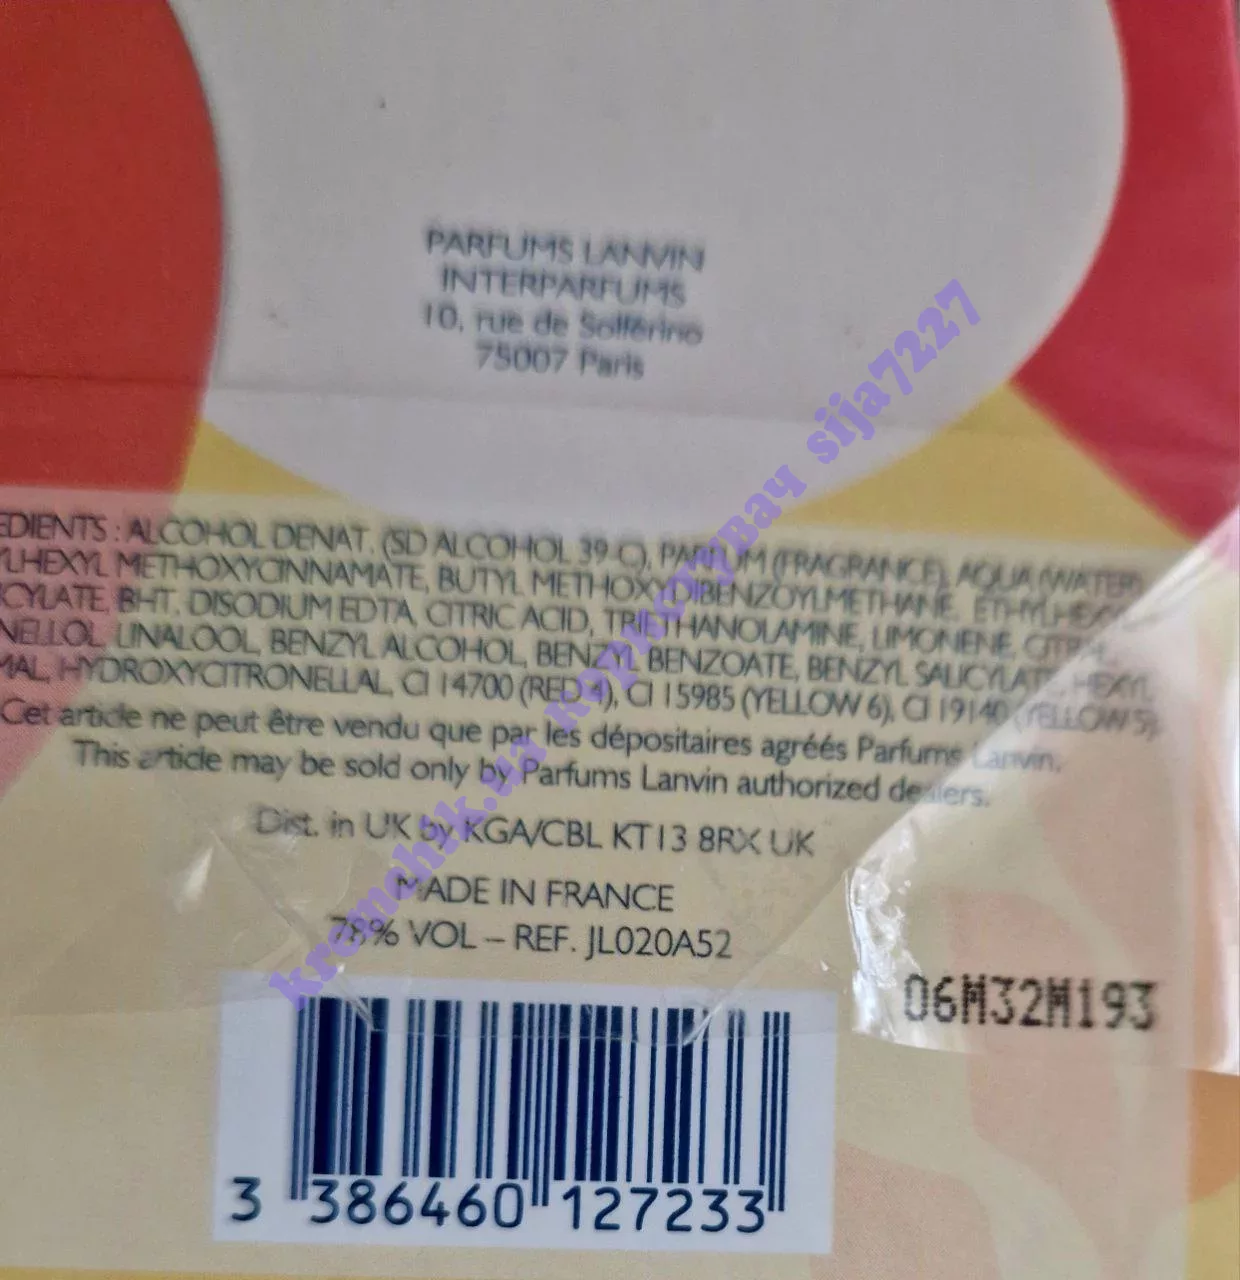 PARFUMS LANVIN
INTERPARFUMS
10, rue de Solférino
75007 Paris
EDIENTS : ALCOHOL DENAT. (SD ALCOHOL 39-C), PARFUM (FRAGRANCE), AQUA (WATER),
YLHEXYL METHOXYCINNAMATE, BUTYL METHOXYDIBENZOYLMETHANE, ETHYLHEXYL
ICYLATE, BHT, DISODIUM EDTA, CITRIC ACID, TRIETHANOLAMINE, LIMONENE, CITRAL,
NELLOL, LINALOOL, BENZYL ALCOHOL, BENZYL BENZOATE, BENZYL SALICYLATE, HEXYL
MAL, HYDROXYCITRONELLAL, CI 14700 (RED 4), CI 15985 (YELLOW 6), CI 19140 (YELLOW 5).
Cet article ne peut être vendu que par les dépositaires agréés Parfums Lanvin.
This article may be sold only by Parfums Lanvin authorized dealers.
Dist. in UK by KGA/CBL KT13 8RX UK
MADE IN FRANCE
78% VOL – REF. JL020A52
06M32M193
3 386460 127233
kremehik.ua sija7227